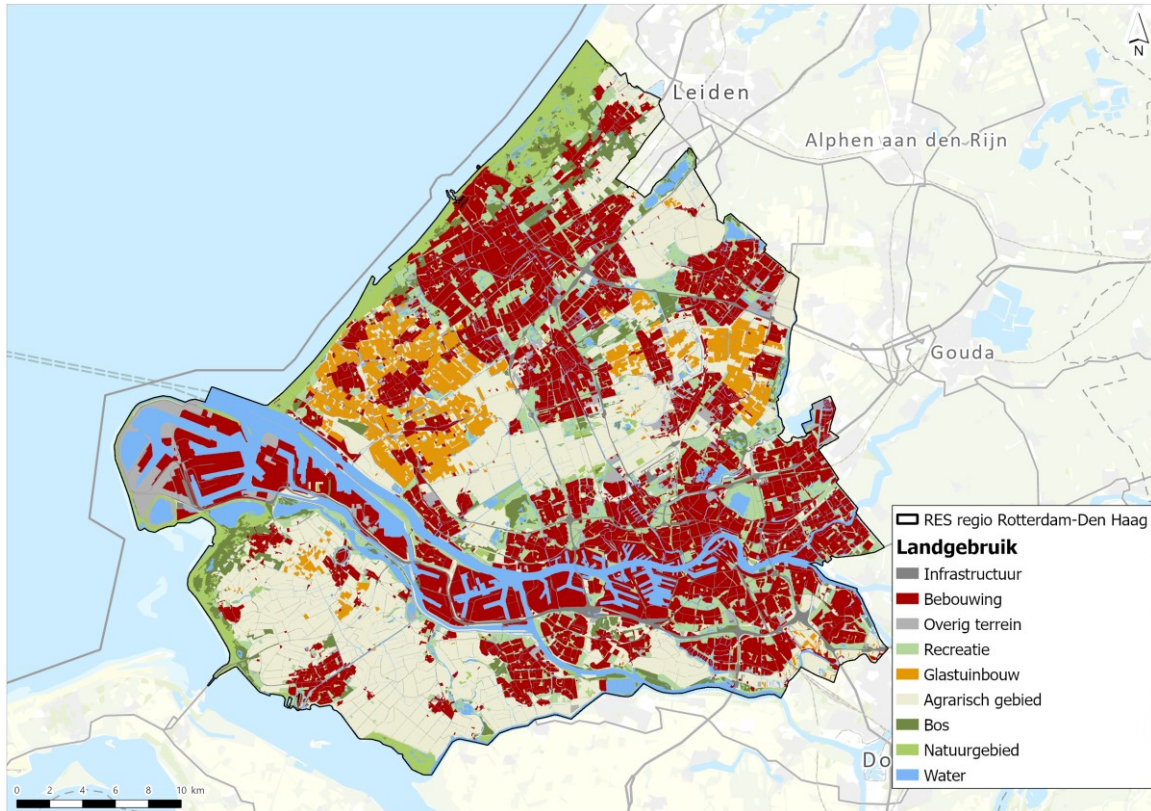 N
Leiden
Alphen aan den Rijn
Gouda
RES regio Rotterdam-Den Haag
Landgebruik
Infrastructuur
Bebouwing
Overig terrein
Recreatie
Glastuinbouw
Agrarisch gebied
Bos
Natuurgebied
Water
Do
0 2 4 6 8 10 km